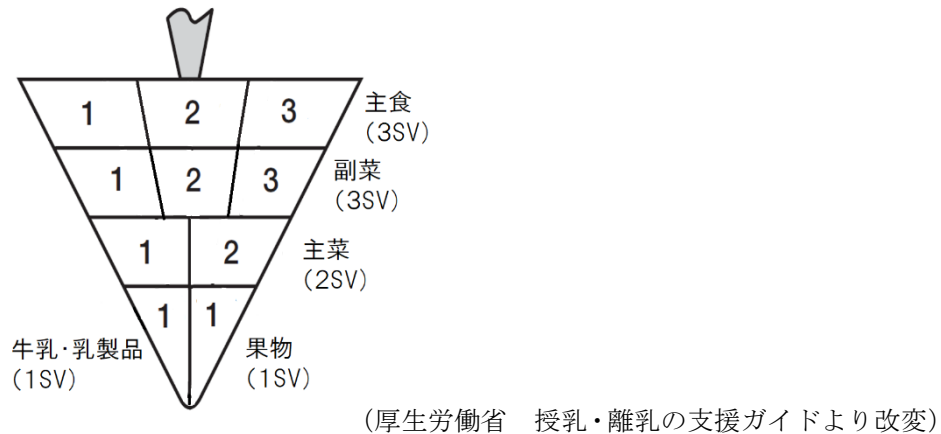 1 2 3 主食
(3SV)
1 2 3 副菜
(3SV)
1 2 主菜
(2SV)
1 1
牛乳・乳製品 果物
(1SV) (1SV)
(厚生労働省 授乳・離乳の支援ガイドより改変)